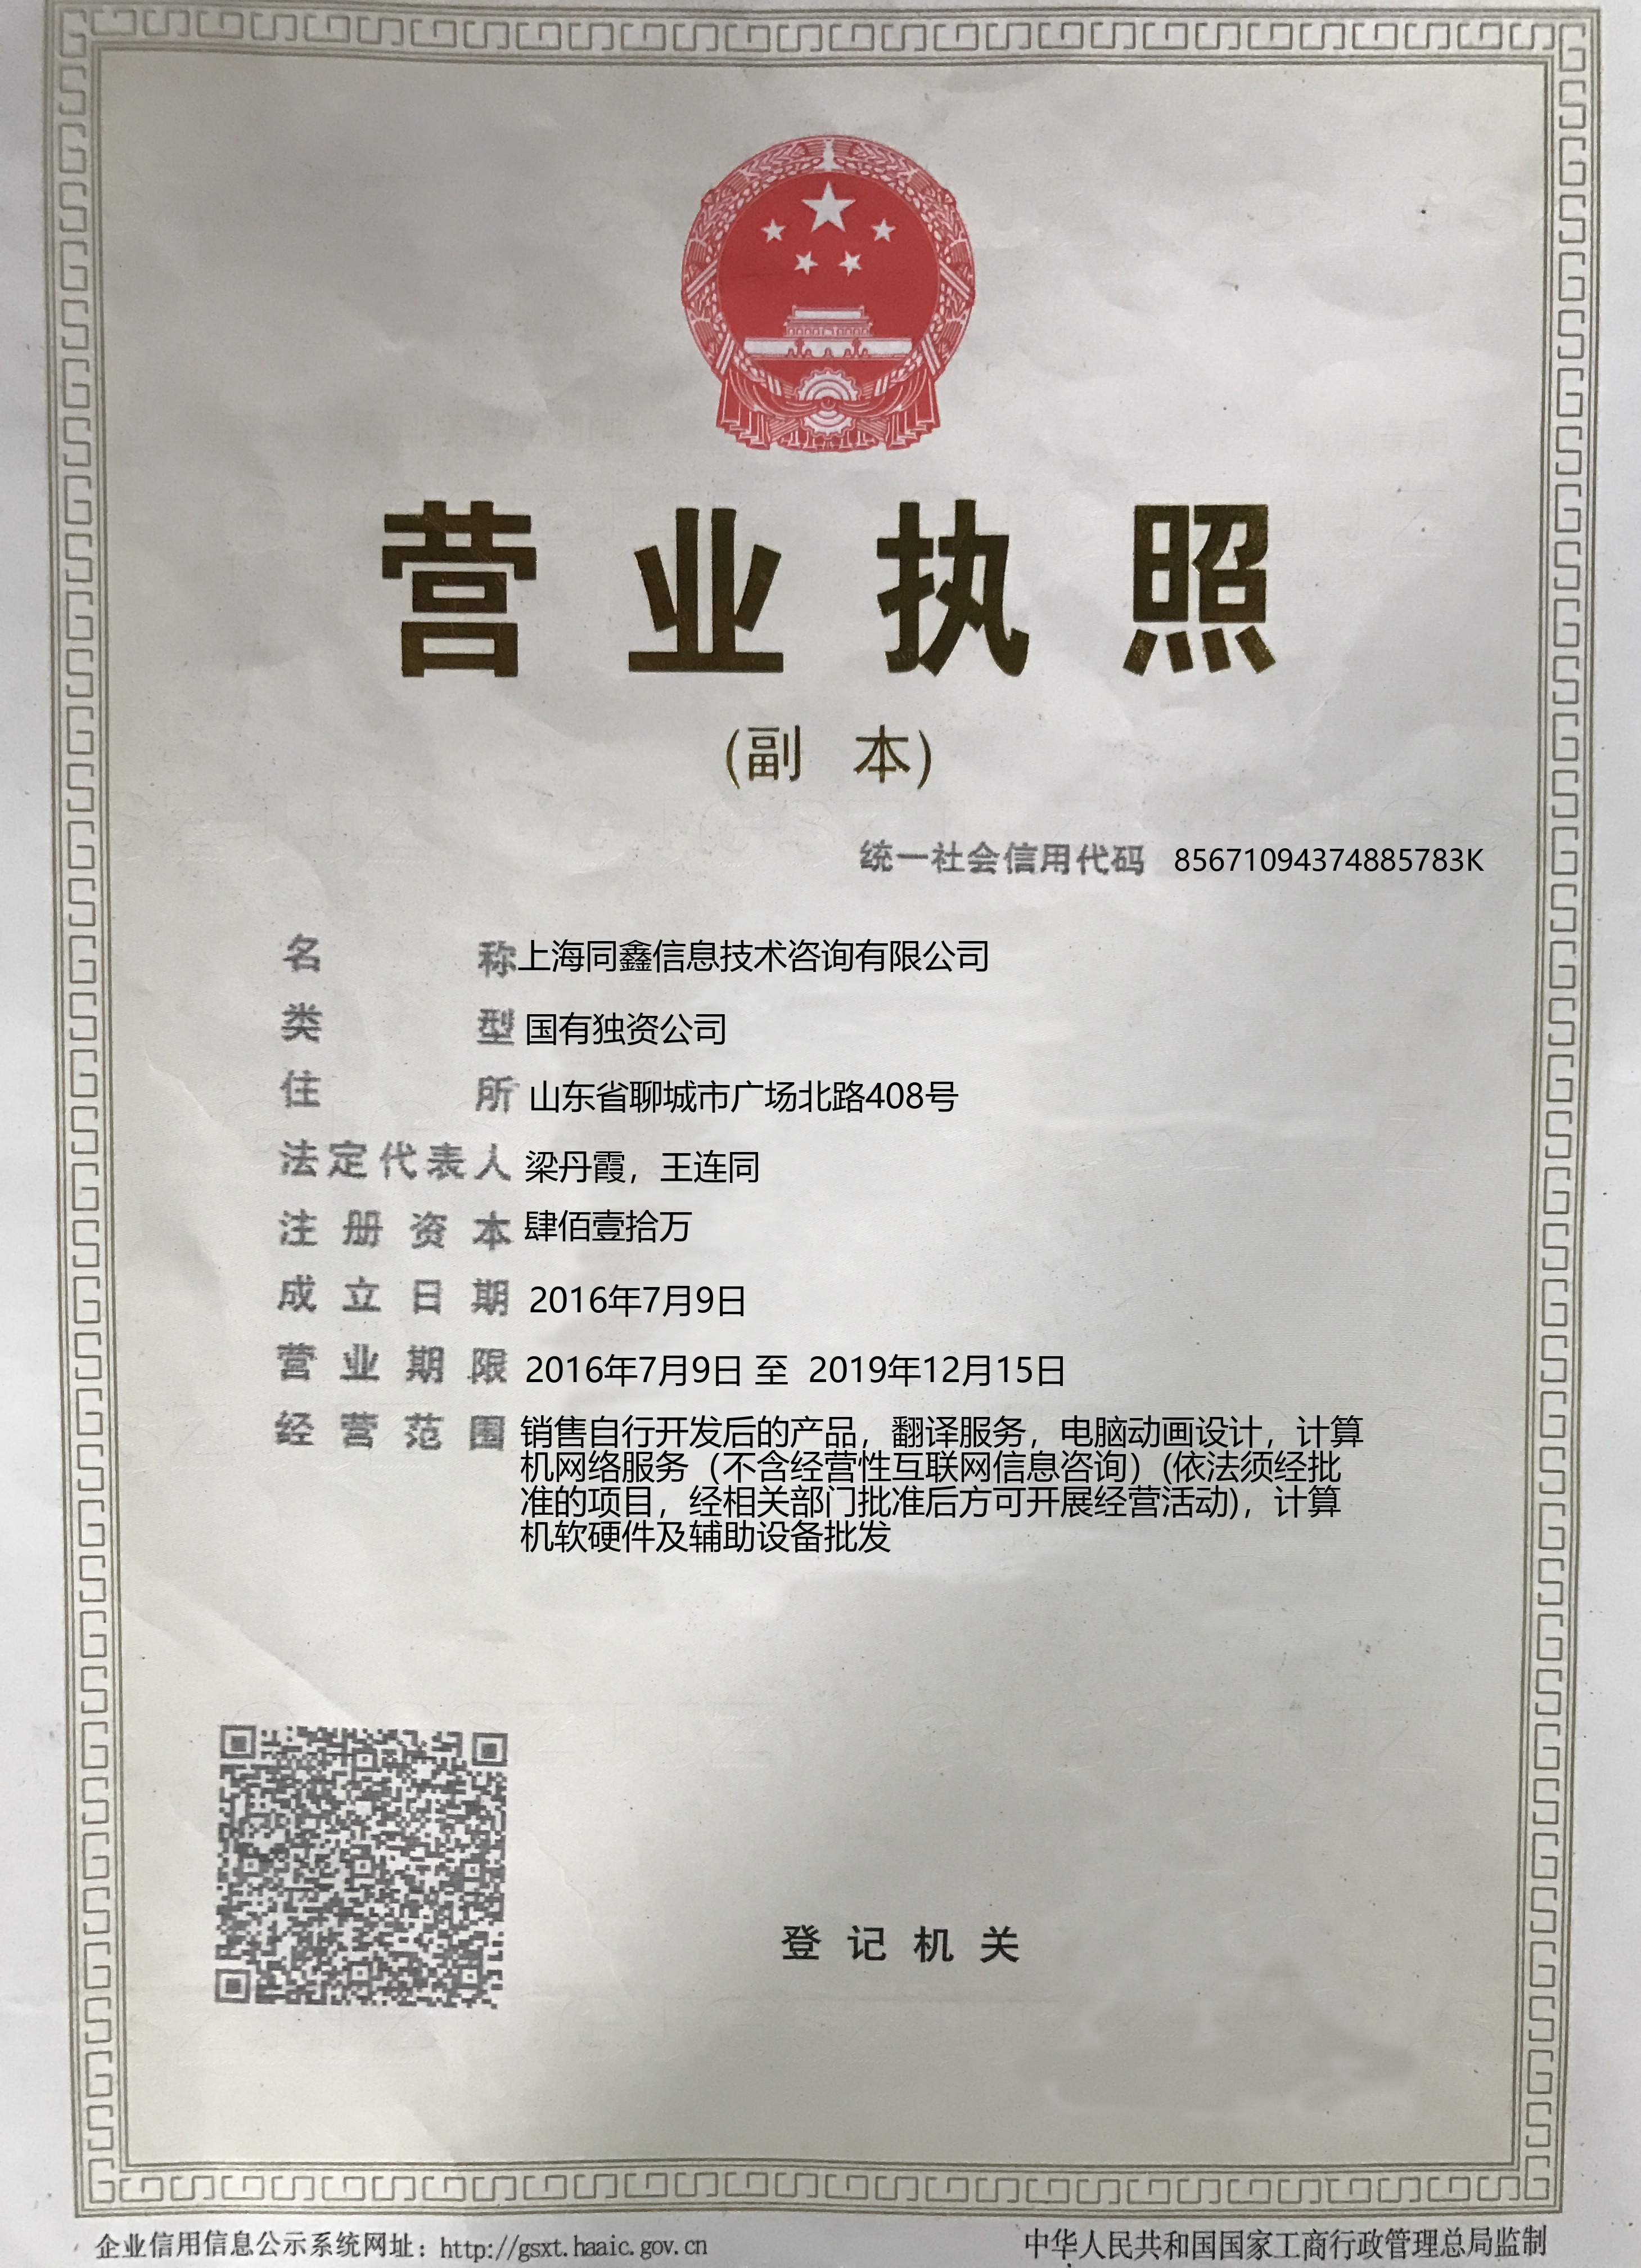 营业执照
(副 本)
统一社会信用代码 85671094374885783K
名 称 上海同鑫信息技术咨询有限公司
类 型 国有独资公司
住 所 山东省聊城市广场北路408号
法定代表人 梁丹霞，王连同
注册资本 肆佰壹拾万
成立日期 2016年7月9日
营业期限 2016年7月9日 至 2019年12月15日
经营范围 销售自行开发后的产品，翻译服务，电脑动画设计，计算
机网络服务（不含经营性互联网信息咨询）(依法须经批
准的项目，经相关部门批准后方可开展经营活动)，计算
机软硬件及辅助设备批发
登记机关
企业信用信息公示系统网址：http://gsxt.haaic.gov.cn
中华人民共和国国家工商行政管理总局监制